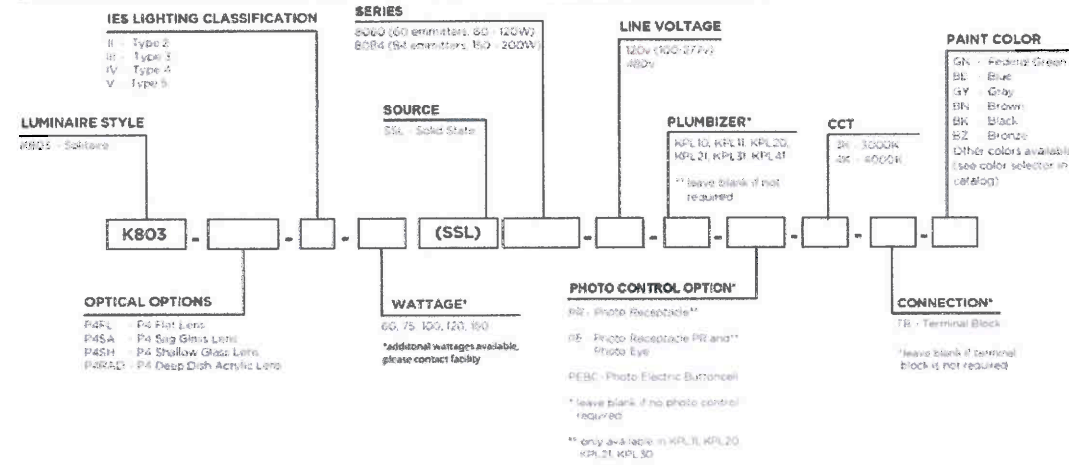 IES LIGHTING CLASSIFICATION
II - Type 2
III - Type 3
IV - Type 4
V - Type 5
SERIES
8060 (60 emmitters, 60 - 120W)
8084 (84 emmitters, 150 - 200W)
LINE VOLTAGE
120v (100-277v)
480v
PAINT COLOR
GN - Federal Green
BE - Blue
GY - Gray
BN - Brown
BK - Black
BZ - Bronze
Other colors available
(see color selector in
catalog)
LUMINAIRE STYLE
K803 - Solitaire
SOURCE
SSL - Solid State
PLUMBIZER*
KPL10, KPL11, KPL20,
KPL21, KPL31, KPL41
** leave blank if not
required
CCT
3K - 3000K
4K - 4000K
K803 - - - (SSL) - - - - - -
OPTICAL OPTIONS
P4FL - P4 Flat Lens
P4SA - P4 Sag Glass Lens
P4SH - P4 Shallow Glass Lens
P4RAD - P4 Deep Dish Acrylic Lens
WATTAGE*
60, 75, 100, 120, 150
*additonal wattages available,
please contact facility
PHOTO CONTROL OPTION*
PR - Photo Receptacle**
PE - Photo Receptacle PR and**
Photo Eye
PEBC - Photo Electric Buttoncell
* leave blank if no photo control
required
** only available in KPL11, KPL20
KPL21, KPL30
CONNECTION*
TB - Terminal Block
*leave blank if terminal
block is not required